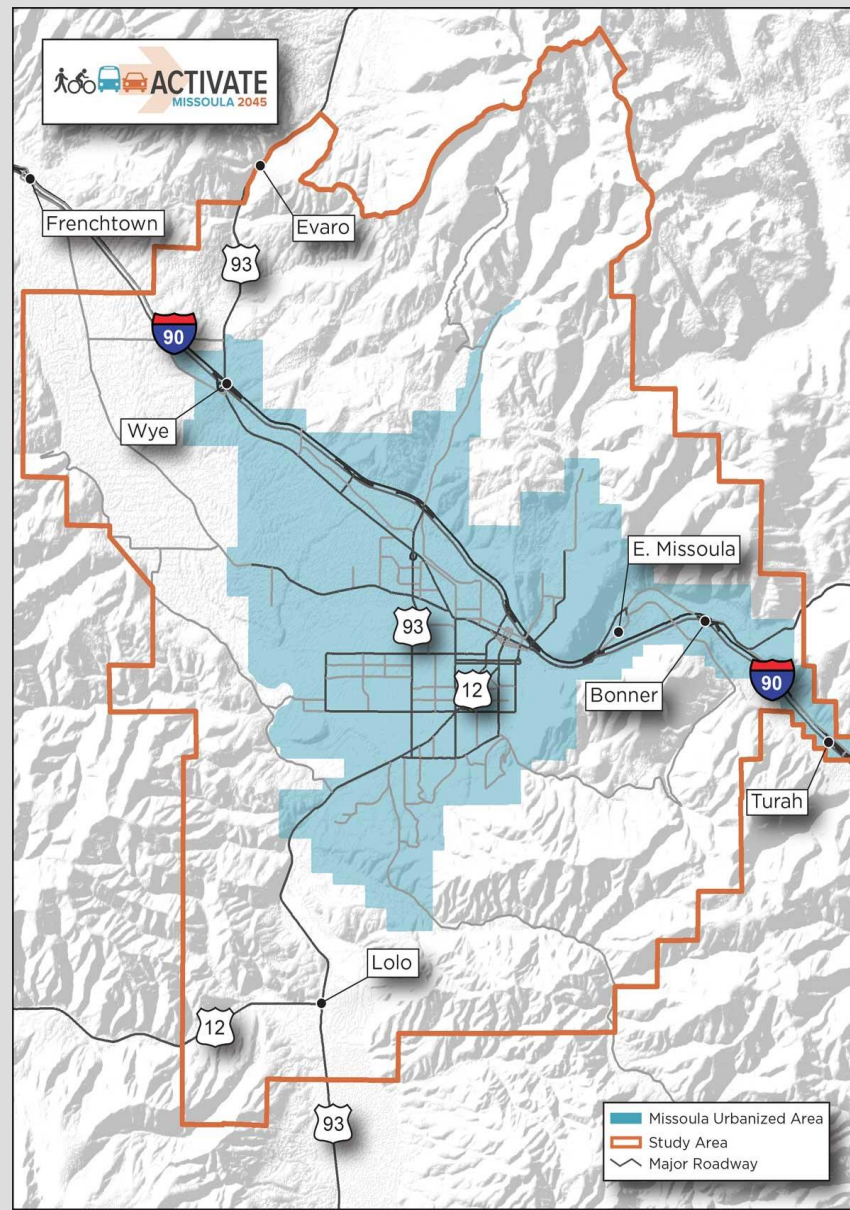 ACTIVATE
MISSOULA 2045
Frenchtown
Evaro
93
90
Wye
E. Missoula
93
12
Bonner
90
Turah
Lolo
12
93
Missoula Urbanized Area
Study Area
Major Roadway